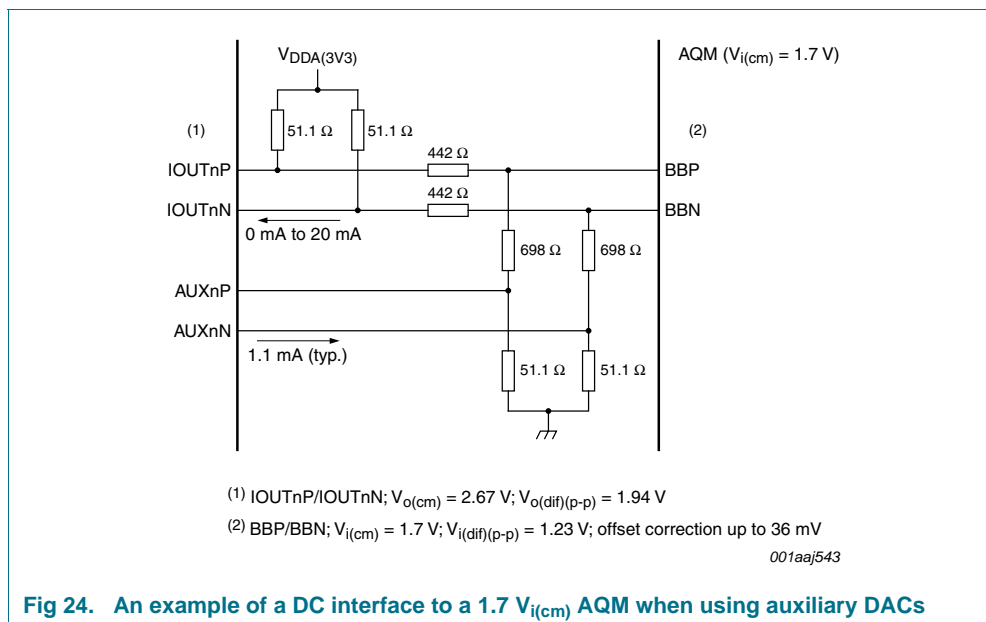 VDDA(3V3)
AQM (Vi(cm) = 1.7 V)
51.1 Ω
51.1 Ω
(1)
(2)
442 Ω
IOUTnP
BBP
442 Ω
IOUTnN
BBN
0 mA to 20 mA
698 Ω
698 Ω
AUXnP
AUXnN
1.1 mA (typ.)
51.1 Ω
51.1 Ω
(1) IOUTnP/IOUTnN; Vo(cm) = 2.67 V; Vo(dif)(p-p) = 1.94 V
(2) BBP/BBN; Vi(cm) = 1.7 V; Vi(dif)(p-p) = 1.23 V; offset correction up to 36 mV
001aaj543
Fig 24. An example of a DC interface to a 1.7 Vi(cm) AQM when using auxiliary DACs